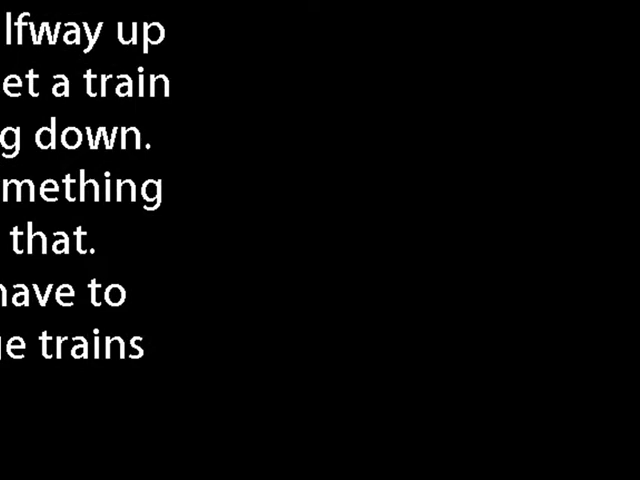 lfway up
et a train
g down.
mething
that.
have to
e trains